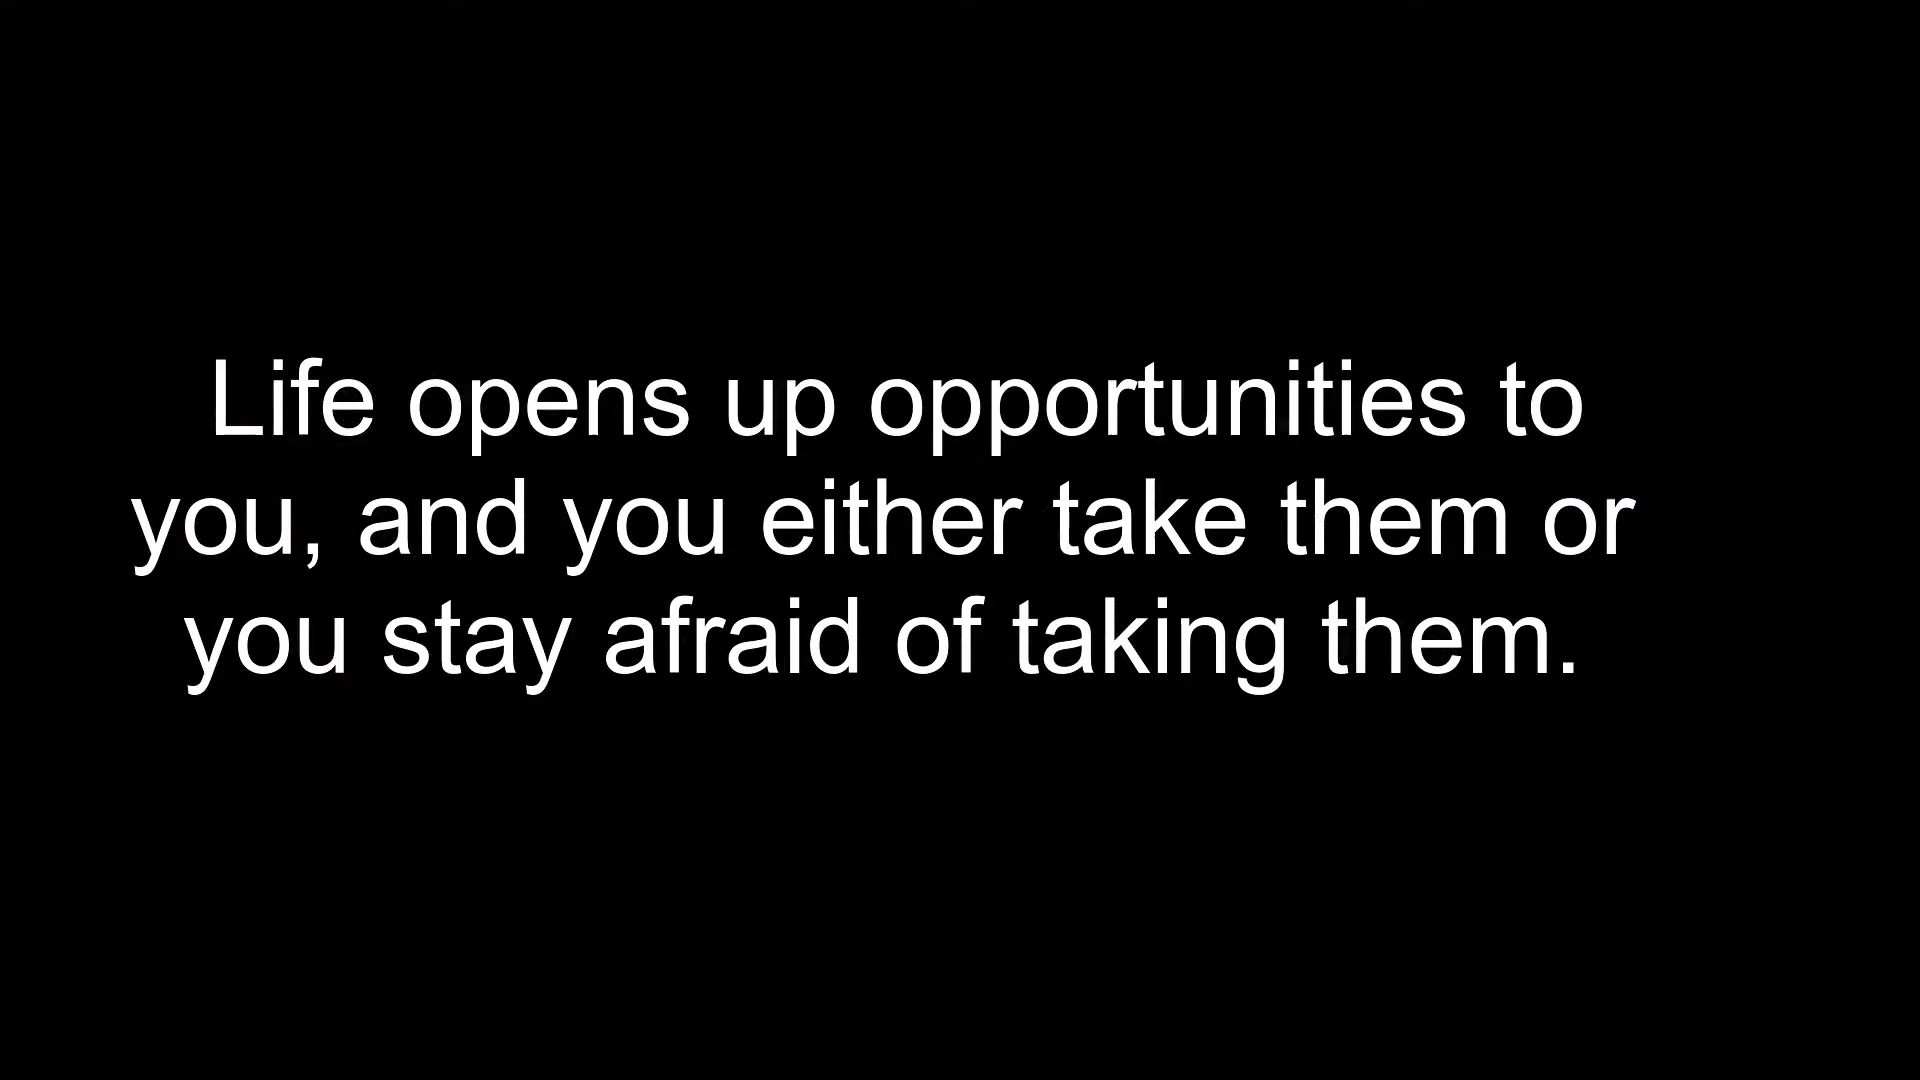 Life opens up opportunities to
you, and you either take them or
you stay afraid of taking them.